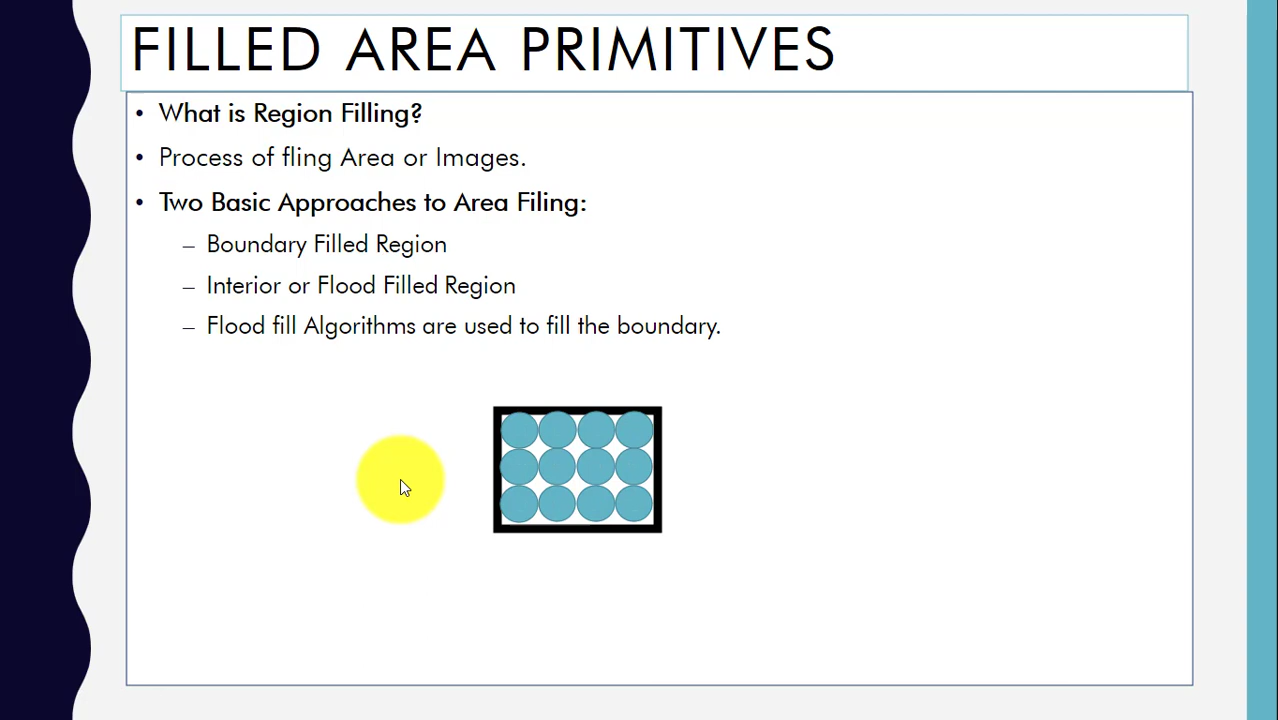 FILLED AREA PRIMITIVES
• What is Region Filling?
• Process of fling Area or Images.
• Two Basic Approaches to Area Filing:
– Boundary Filled Region
– Interior or Flood Filled Region
– Flood fill Algorithms are used to fill the boundary.